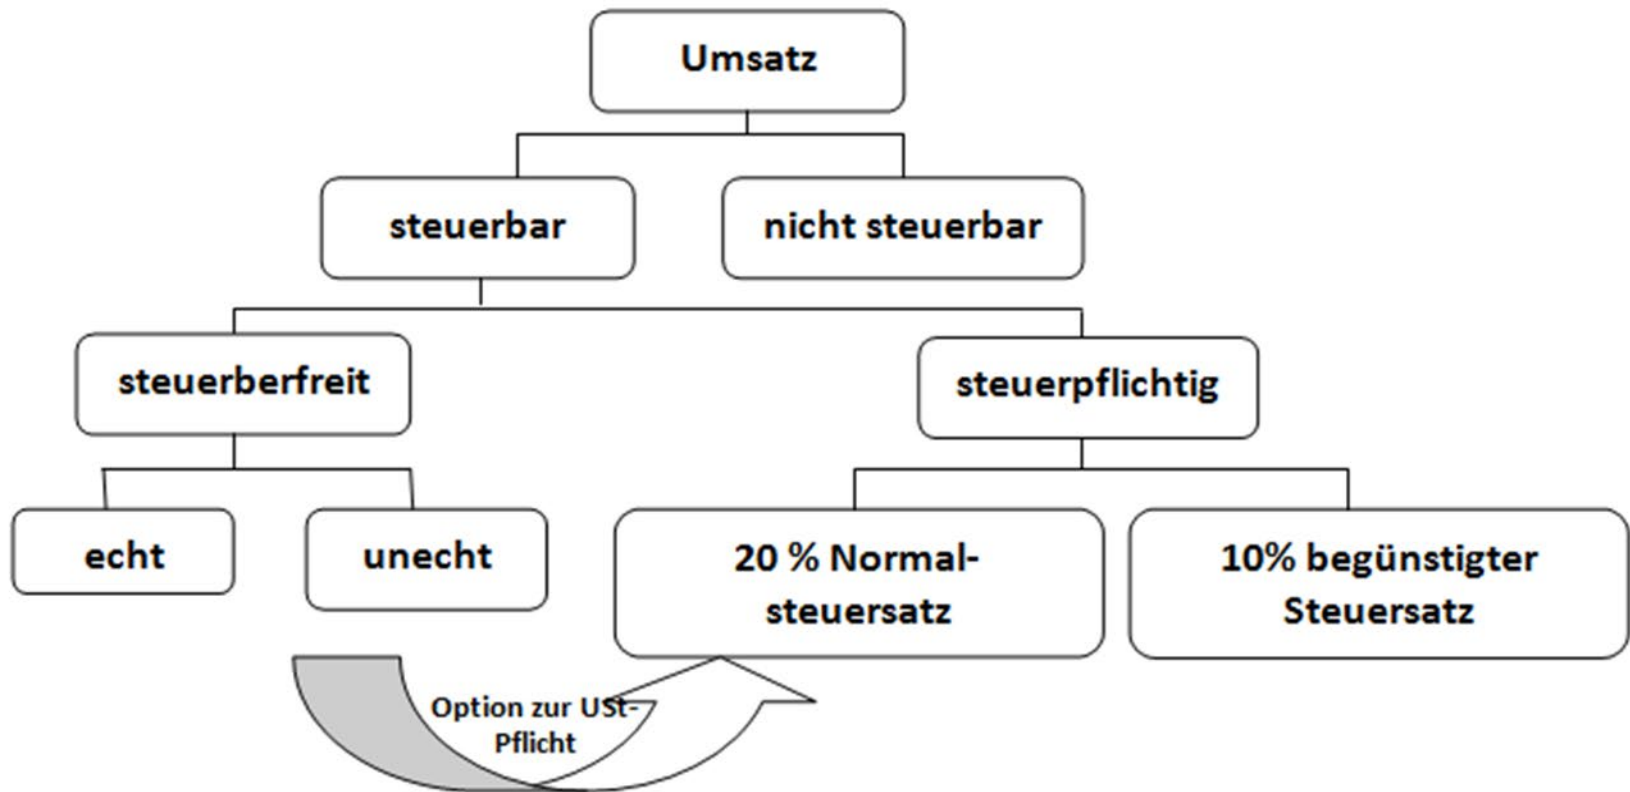 Umsatz
steuerbar
nicht steuerbar
steuerberfreit
steuerpflichtig
echt
unecht
20 % Normal-
steuersatz
10% begünstigter
Steuersatz
Option zur USt-
Pflicht